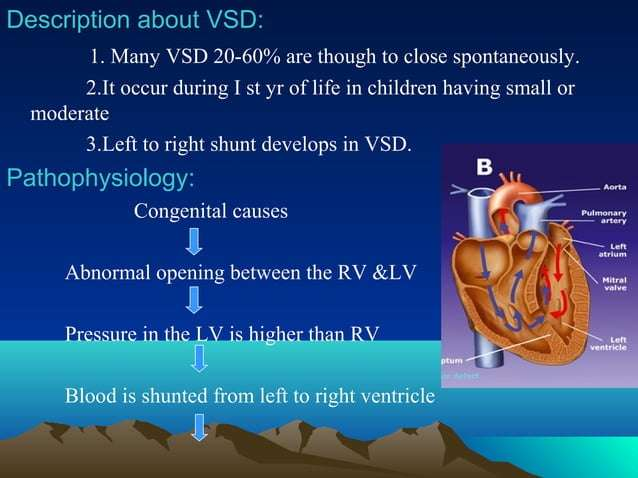 Description about VSD:
1. Many VSD 20-60% are though to close spontaneously.
2.It occur during I st yr of life in children having small or
moderate
3.Left to right shunt develops in VSD.
Pathophysiology:
Congenital causes
Abnormal opening between the RV &LV
Pressure in the LV is higher than RV
Blood is shunted from left to right ventricle
B
Aorta
Pulmonary
artery
Left
atrium
Mitral
valve
Left
ventricle
ptum
defect